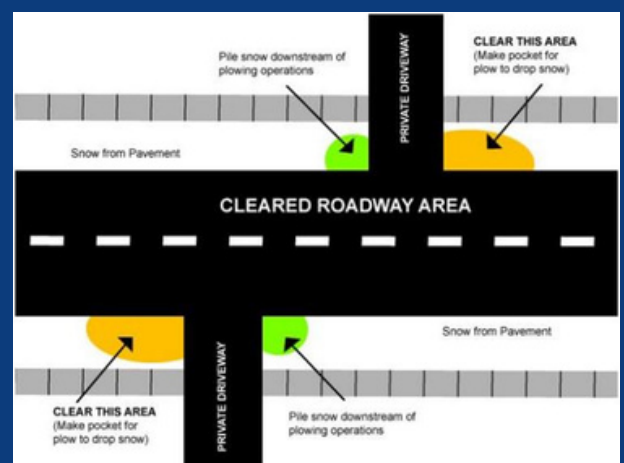 Pile snow downstream of
plowing operations
CLEAR THIS AREA
(Make pocket for
plow to drop snow)
PRIVATE DRIVEWAY
Snow from Pavement
CLEARED ROADWAY AREA
Snow from Pavement
PRIVATE DRIVEWAY
CLEAR THIS AREA
(Make pocket for
plow to drop snow)
Pile snow downstream of
plowing operations